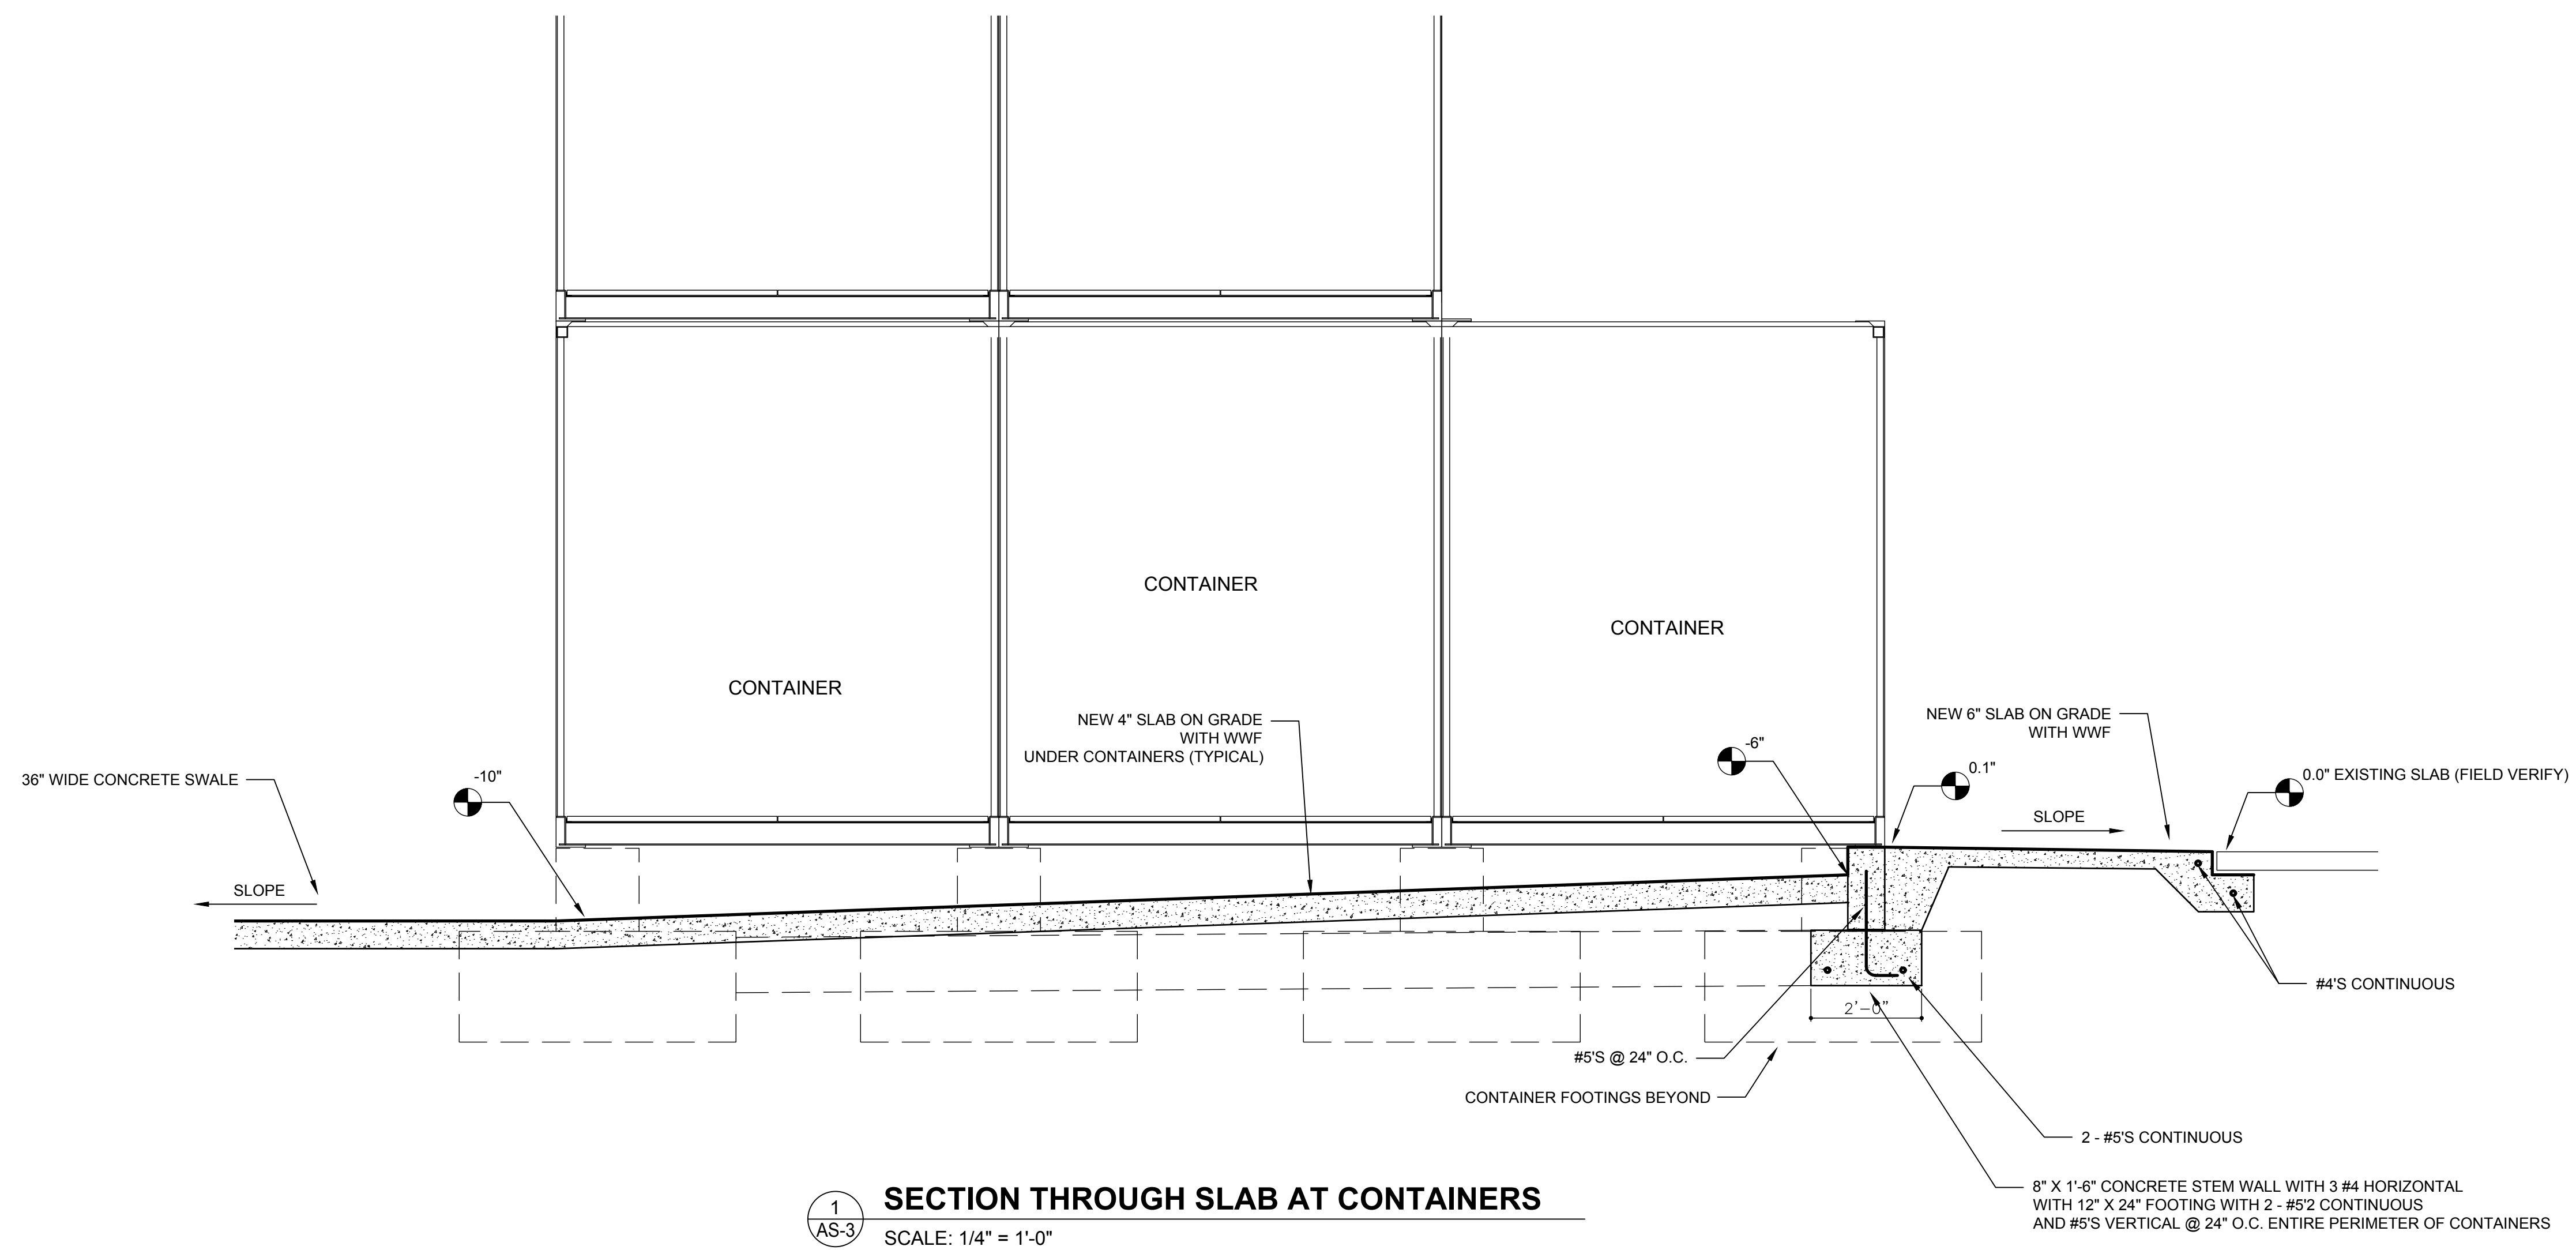 CONTAINER
CONTAINER
CONTAINER
NEW 4" SLAB ON GRADE
WITH WWF
UNDER CONTAINERS (TYPICAL)
NEW 6" SLAB ON GRADE
WITH WWF
-6"
0.1"
0.0" EXISTING SLAB (FIELD VERIFY)
36" WIDE CONCRETE SWALE
-10"
SLOPE
SLOPE
#4'S CONTINUOUS
2'-0"
#5'S @ 24" O.C.
CONTAINER FOOTINGS BEYOND
2 - #5'S CONTINUOUS
8" X 1'-6" CONCRETE STEM WALL WITH 3 #4 HORIZONTAL
WITH 12" X 24" FOOTING WITH 2 - #5'2 CONTINUOUS
AND #5'S VERTICAL @ 24" O.C. ENTIRE PERIMETER OF CONTAINERS
1
AS-3
SECTION THROUGH SLAB AT CONTAINERS
SCALE: 1/4" = 1'-0"